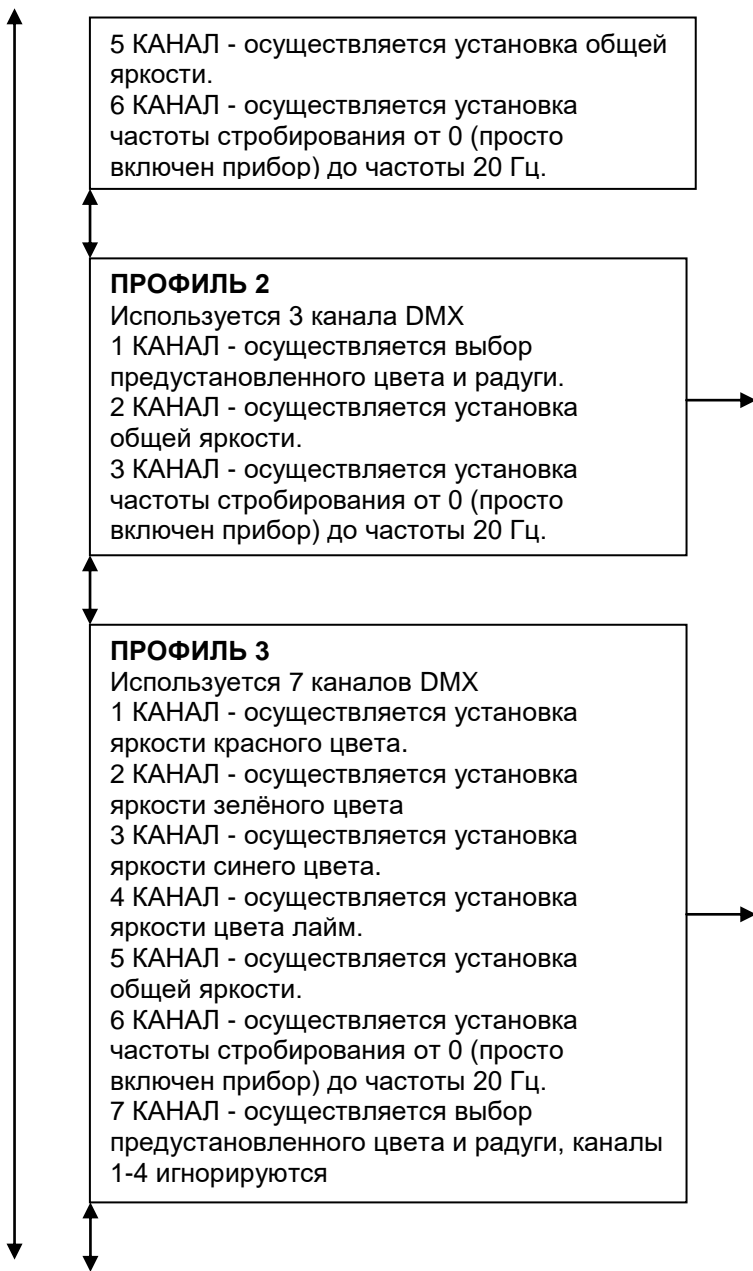 5 КАНАЛ - осуществляется установка общей
яркости.
6 КАНАЛ - осуществляется установка
частоты стробирования от 0 (просто
включен прибор) до частоты 20 Гц.
ПРОФИЛЬ 2
Используется 3 канала DMX
1 КАНАЛ - осуществляется выбор
предустановленного цвета и радуги.
2 КАНАЛ - осуществляется установка
общей яркости.
3 КАНАЛ - осуществляется установка
частоты стробирования от 0 (просто
включен прибор) до частоты 20 Гц.
ПРОФИЛЬ 3
Используется 7 каналов DMX
1 КАНАЛ - осуществляется установка
яркости красного цвета.
2 КАНАЛ - осуществляется установка
яркости зелёного цвета
3 КАНАЛ - осуществляется установка
яркости синего цвета.
4 КАНАЛ - осуществляется установка
яркости цвета лайм.
5 КАНАЛ - осуществляется установка
общей яркости.
6 КАНАЛ - осуществляется установка
частоты стробирования от 0 (просто
включен прибор) до частоты 20 Гц.
7 КАНАЛ - осуществляется выбор
предустановленного цвета и радуги, каналы
1-4 игнорируются